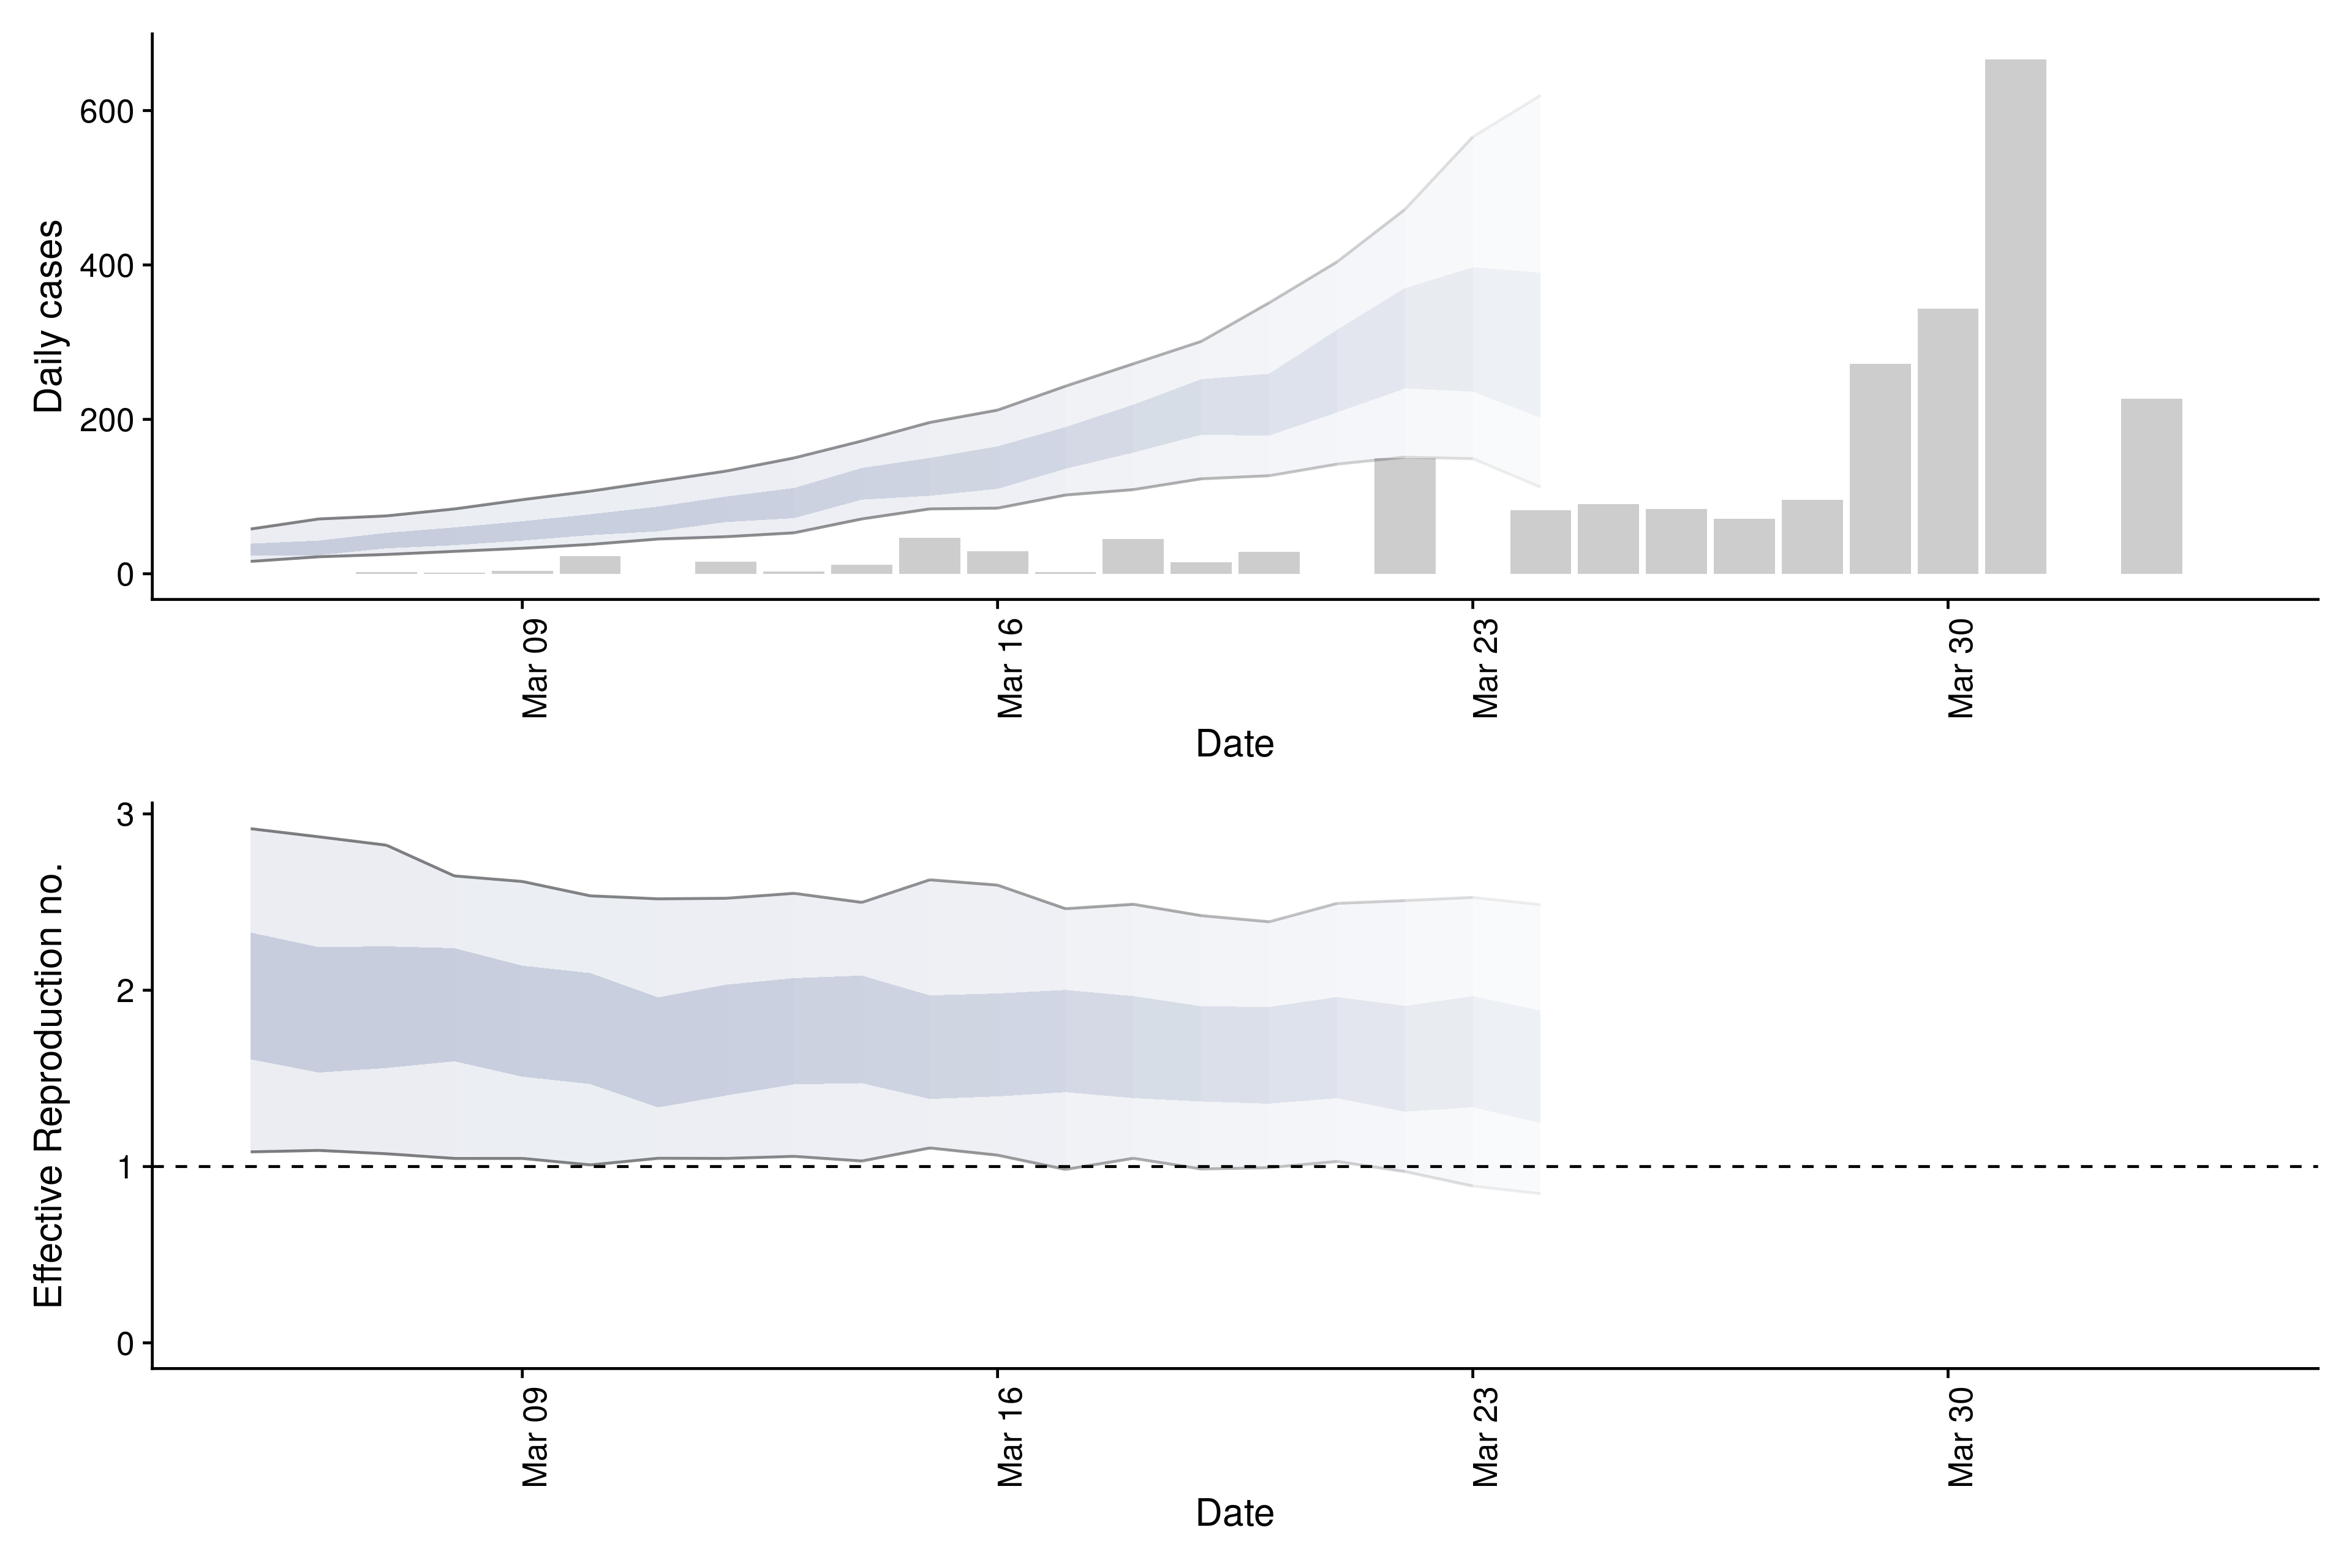 Daily cases
600
400
200
0
Mar 09
Mar 16
Mar 23
Mar 30
Date
Effective Reproduction no.
3
2
1
0
Mar 09
Mar 16
Mar 23
Mar 30
Date